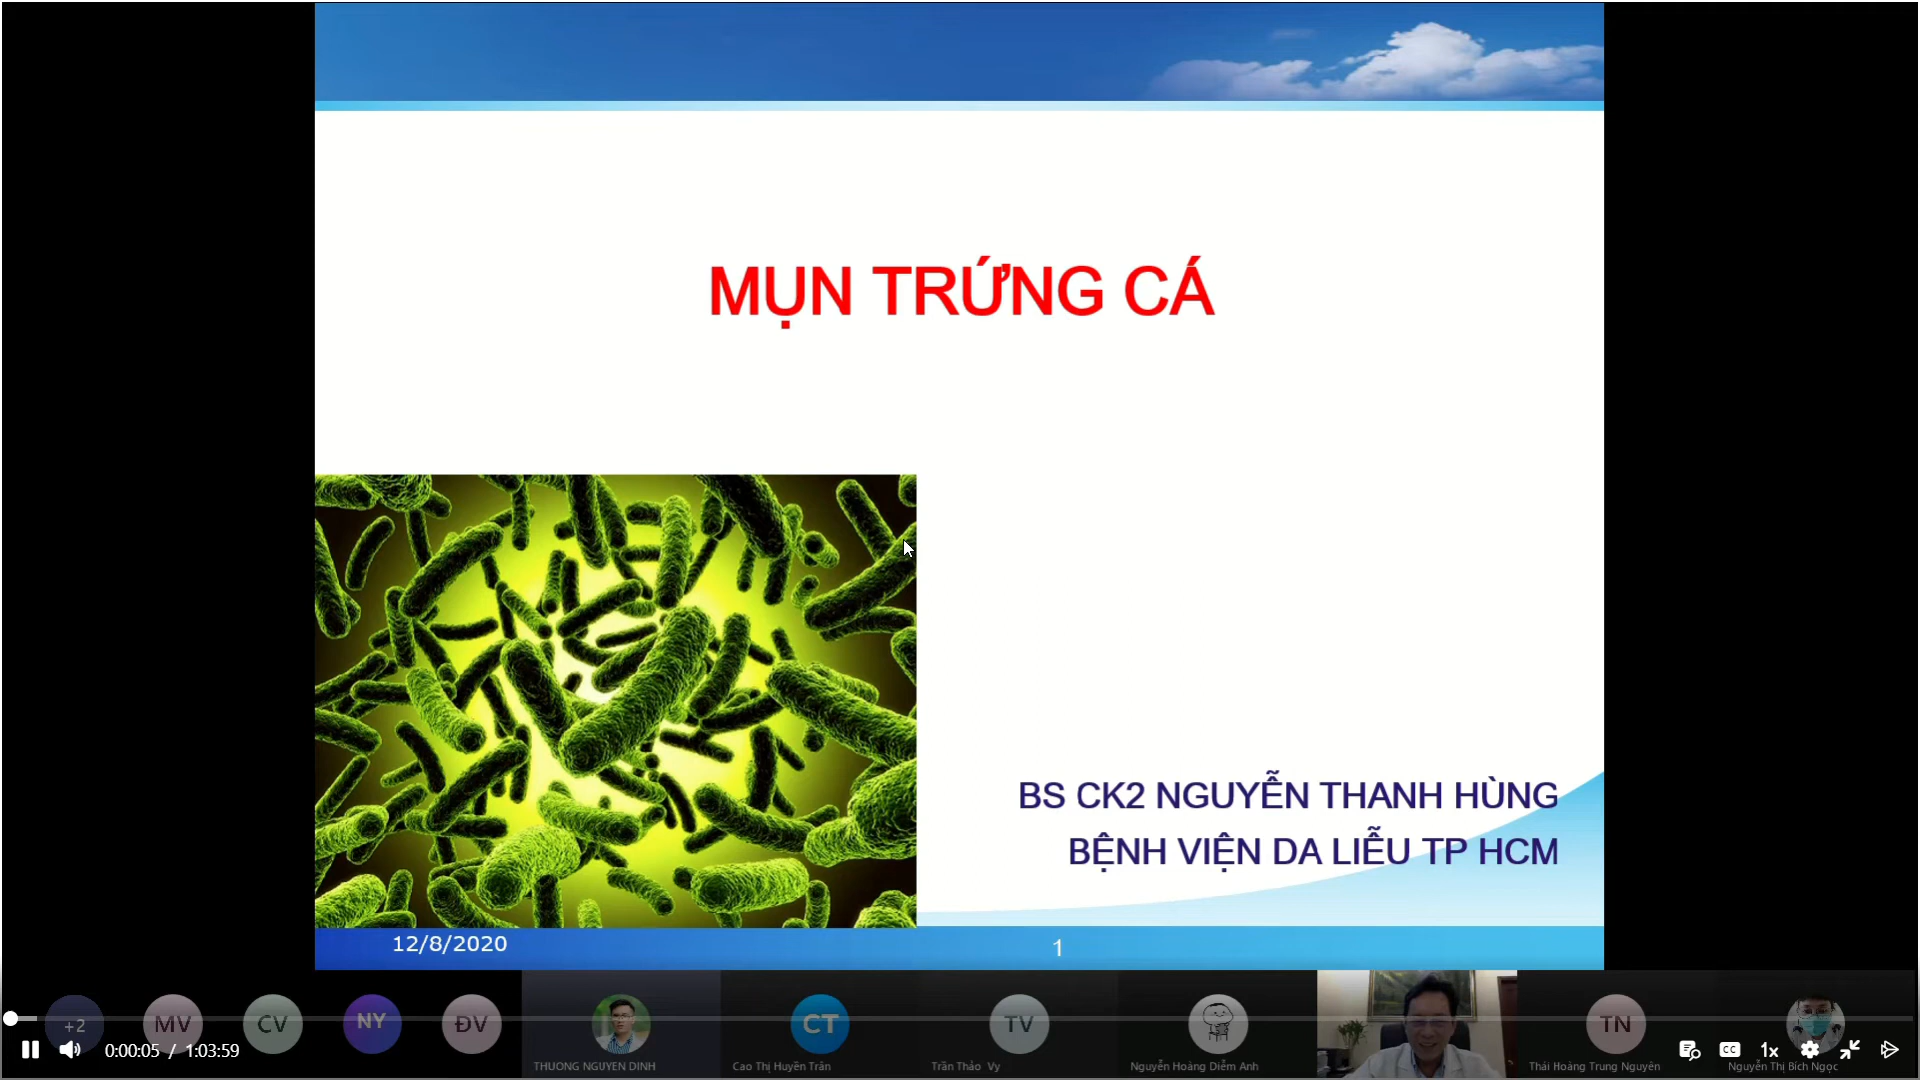 MỤN TRỨNG CÁ
BS CK2 NGUYỄN THANH HÙNG
BỆNH VIỆN DA LIỄU TP HCM
12/8/2020
1
+2
MV
CV
NY
ĐV
CT
TV
TN
THUONG NGUYEN DINH
Cao Thị Huyền Trân
Trần Thảo Vy
Nguyễn Hoàng Diễm Anh
Thái Hoàng Trung Nguyên
Nguyễn Thị Bích Ngọc
0:00:05 / 1:03:59
CC
1x